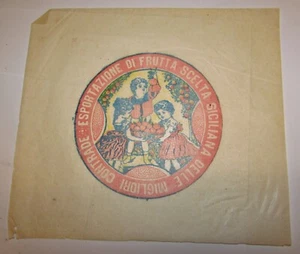 ESPORTAZIONE DI FRUTTA SCELTA SICILIANA DELLE MIGLIORI CONTRADE